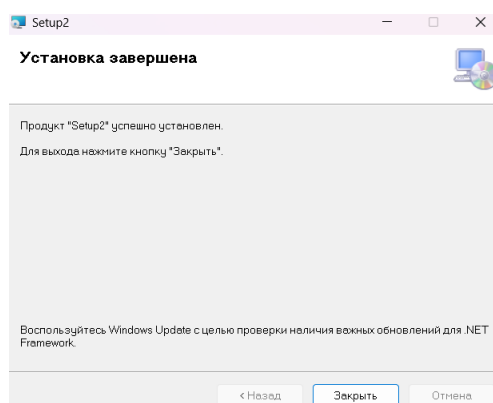 Setup2
Установка завершена
Продукт "Setup2" успешно установлен.
Для выхода нажмите кнопку "Закрыть".
Воспользуйтесь Windows Update с целью проверки наличия важных обновлений для .NET
Framework.
< Назад Закрыть Отмена